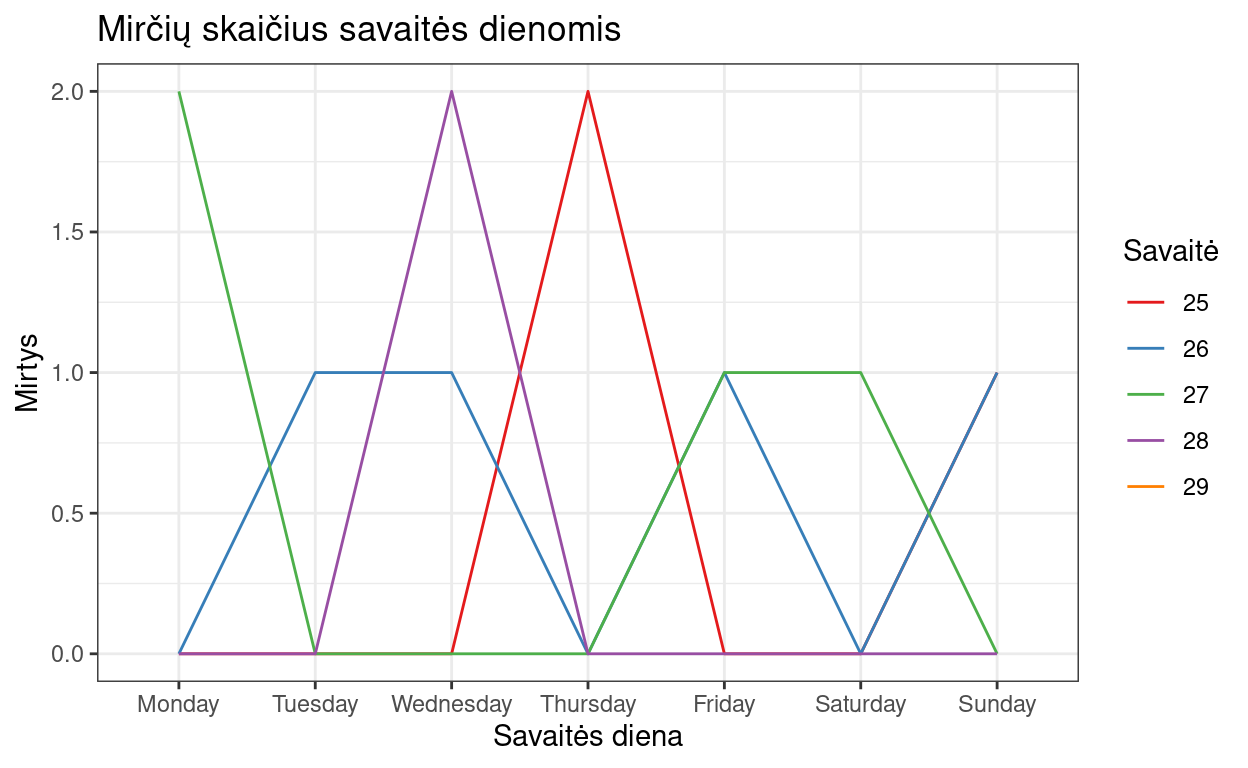 Mirčių skaičius savaitės dienomis
Mirtys
2.0
1.5
1.0
0.5
0.0
Monday Tuesday Wednesday Thursday Friday Saturday Sunday
Savaitės diena
Savaitė
25
26
27
28
29